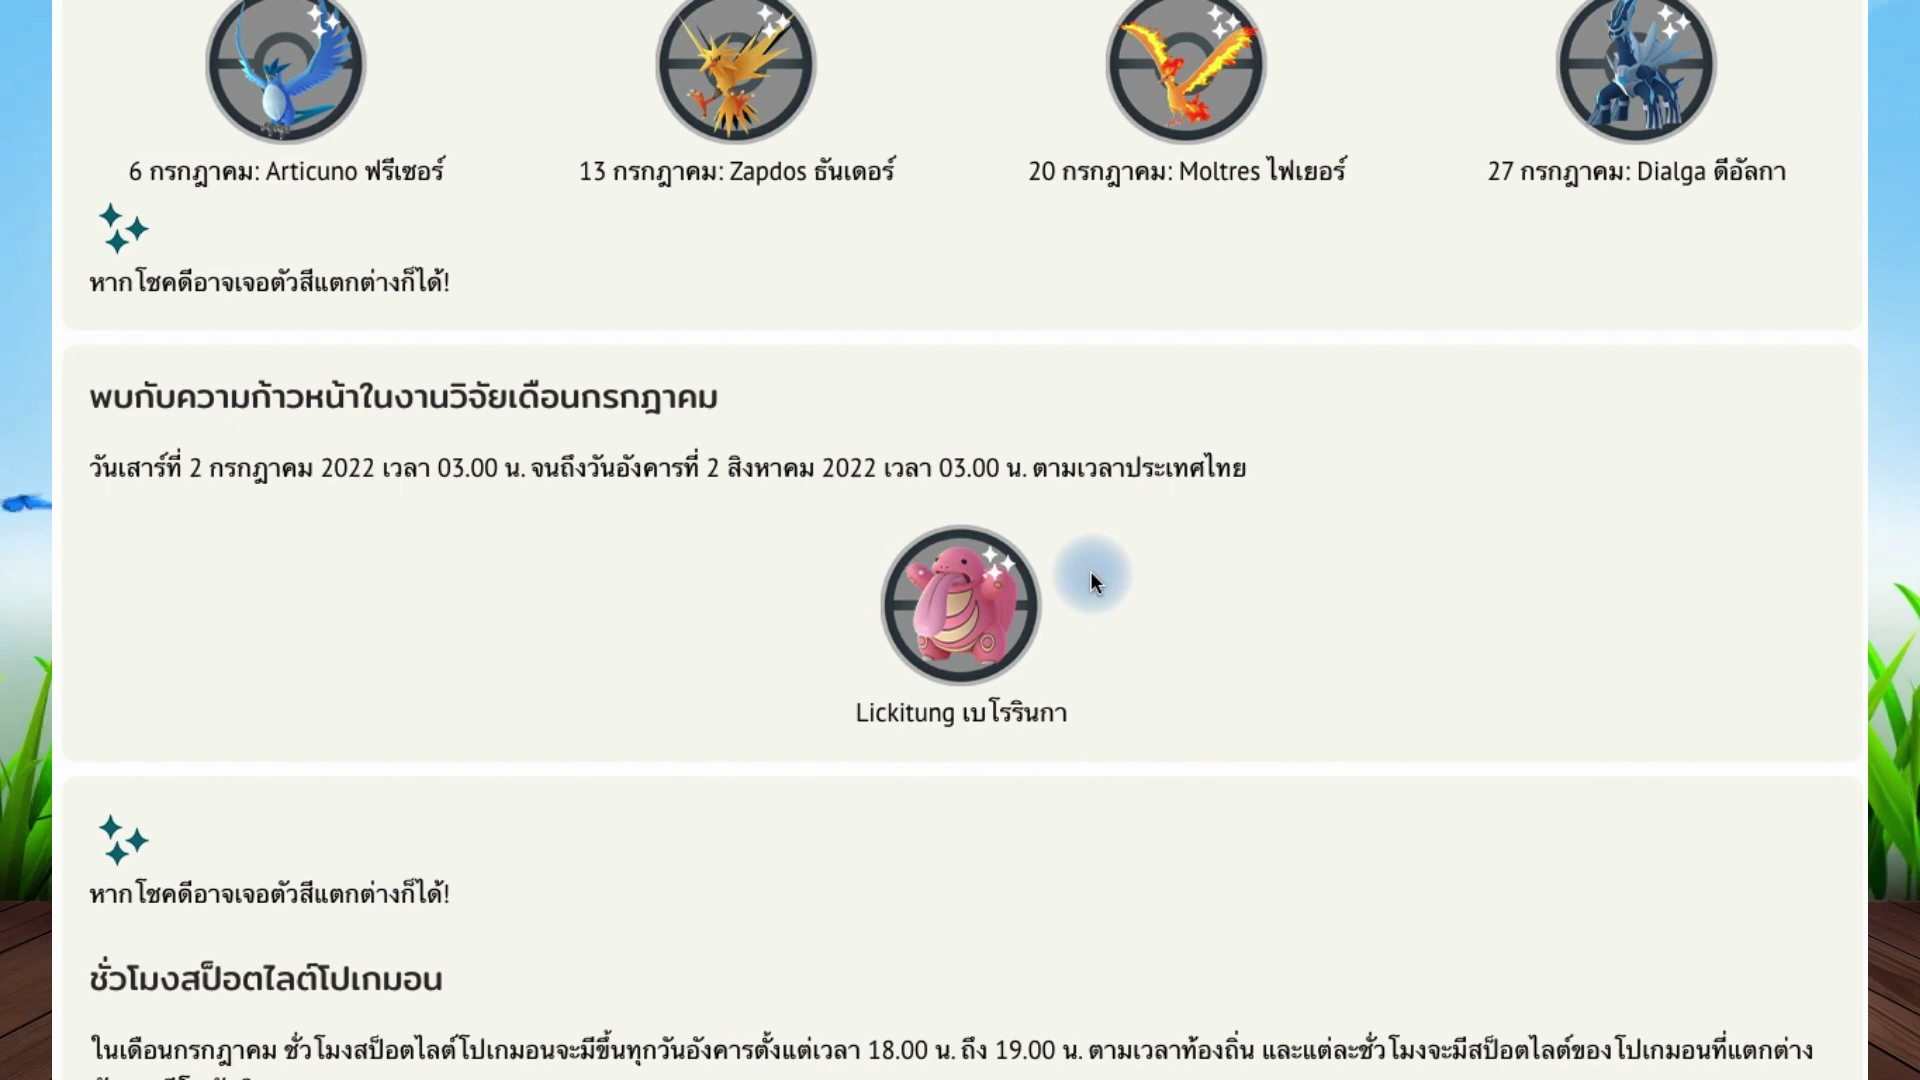 6 กรกฎาคม: Articuno ฟรีเซอร์
13 กรกฎาคม: Zapdos ธันเดอร์
20 กรกฎาคม: Moltres ไฟเยอร์
27 กรกฎาคม: Dialga ดีอัลกา
หากโชคดีอาจเจอตัวสีแตกต่างก็ได้!
พบกับความก้าวหน้าในงานวิจัยเดือนกรกฎาคม
วันเสาร์ที่ 2 กรกฎาคม 2022 เวลา 03.00 น. จนถึงวันอังคารที่ 2 สิงหาคม 2022 เวลา 03.00 น. ตามเวลาประเทศไทย
Lickitung เบโรรินกา
หากโชคดีอาจเจอตัวสีแตกต่างก็ได้!
ชั่วโมงสป็อตไลต์โปเกมอน
ในเดือนกรกฎาคม ชั่วโมงสป็อตไลต์โปเกมอนจะมีขึ้นทุกวันอังคารตั้งแต่เวลา 18.00 น. ถึง 19.00 น. ตามเวลาท้องถิ่น และแต่ละชั่วโมงจะมีสป็อตไลต์ของโปเกมอนที่แตกต่าง